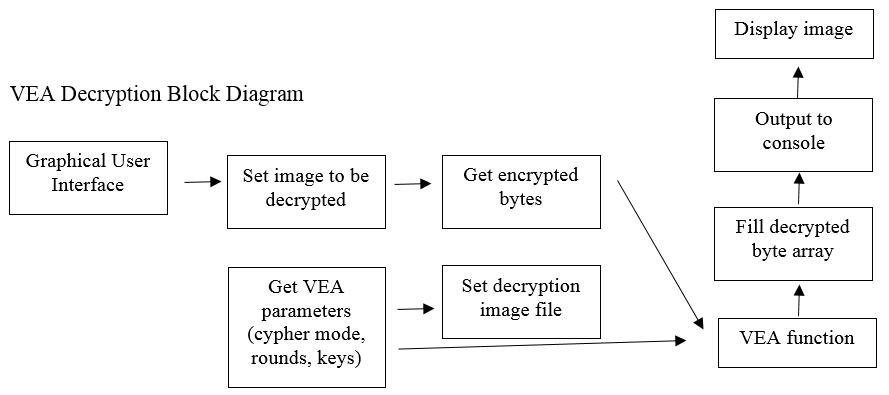 VEA Decryption Block Diagram
Graphical User
Interface
Set image to be
decrypted
Get encrypted
bytes
Get VEA
parameters
(cypher mode,
rounds, keys)
Set decryption
image file
VEA function
Fill decrypted
byte array
Output to
console
Display image